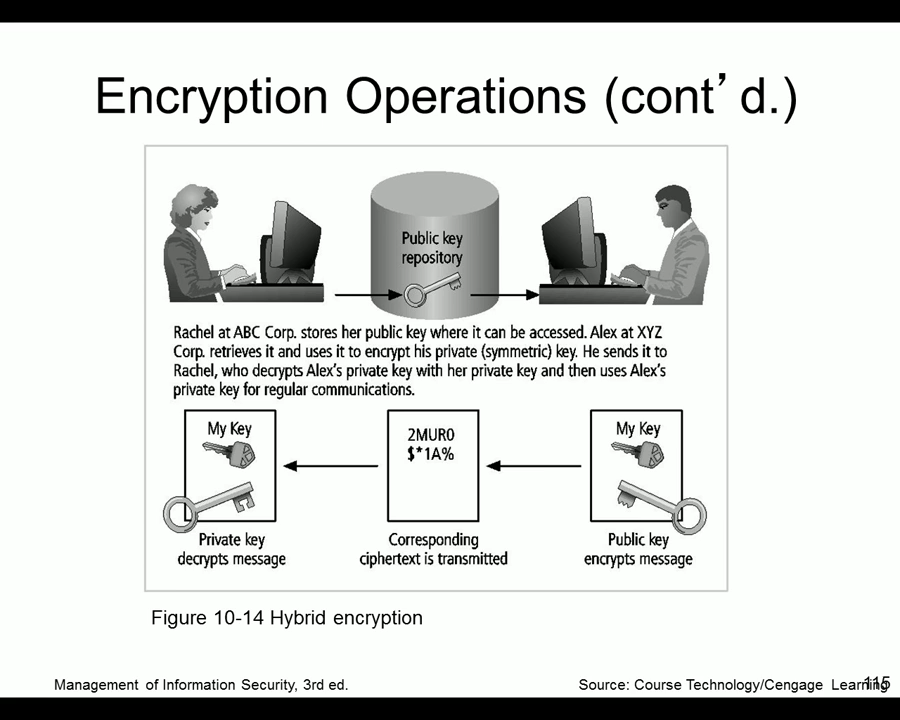 Encryption Operations (cont’d.)
Public key
repository
Rachel at ABC Corp. stores her public key where it can be accessed. Alex at XYZ
Corp. retrieves it and uses it to encrypt his private (symmetric) key. He sends it to
Rachel, who decrypts Alex's private key with her private key and then uses Alex's
private key for regular communications.
My Key
2MUR0
$*1A%
My Key
Private key
decrypts message
Corresponding
ciphertext is transmitted
Public key
encrypts message
Figure 10-14 Hybrid encryption
Management of Information Security, 3rd ed.
Source: Course Technology/Cengage Learning
115